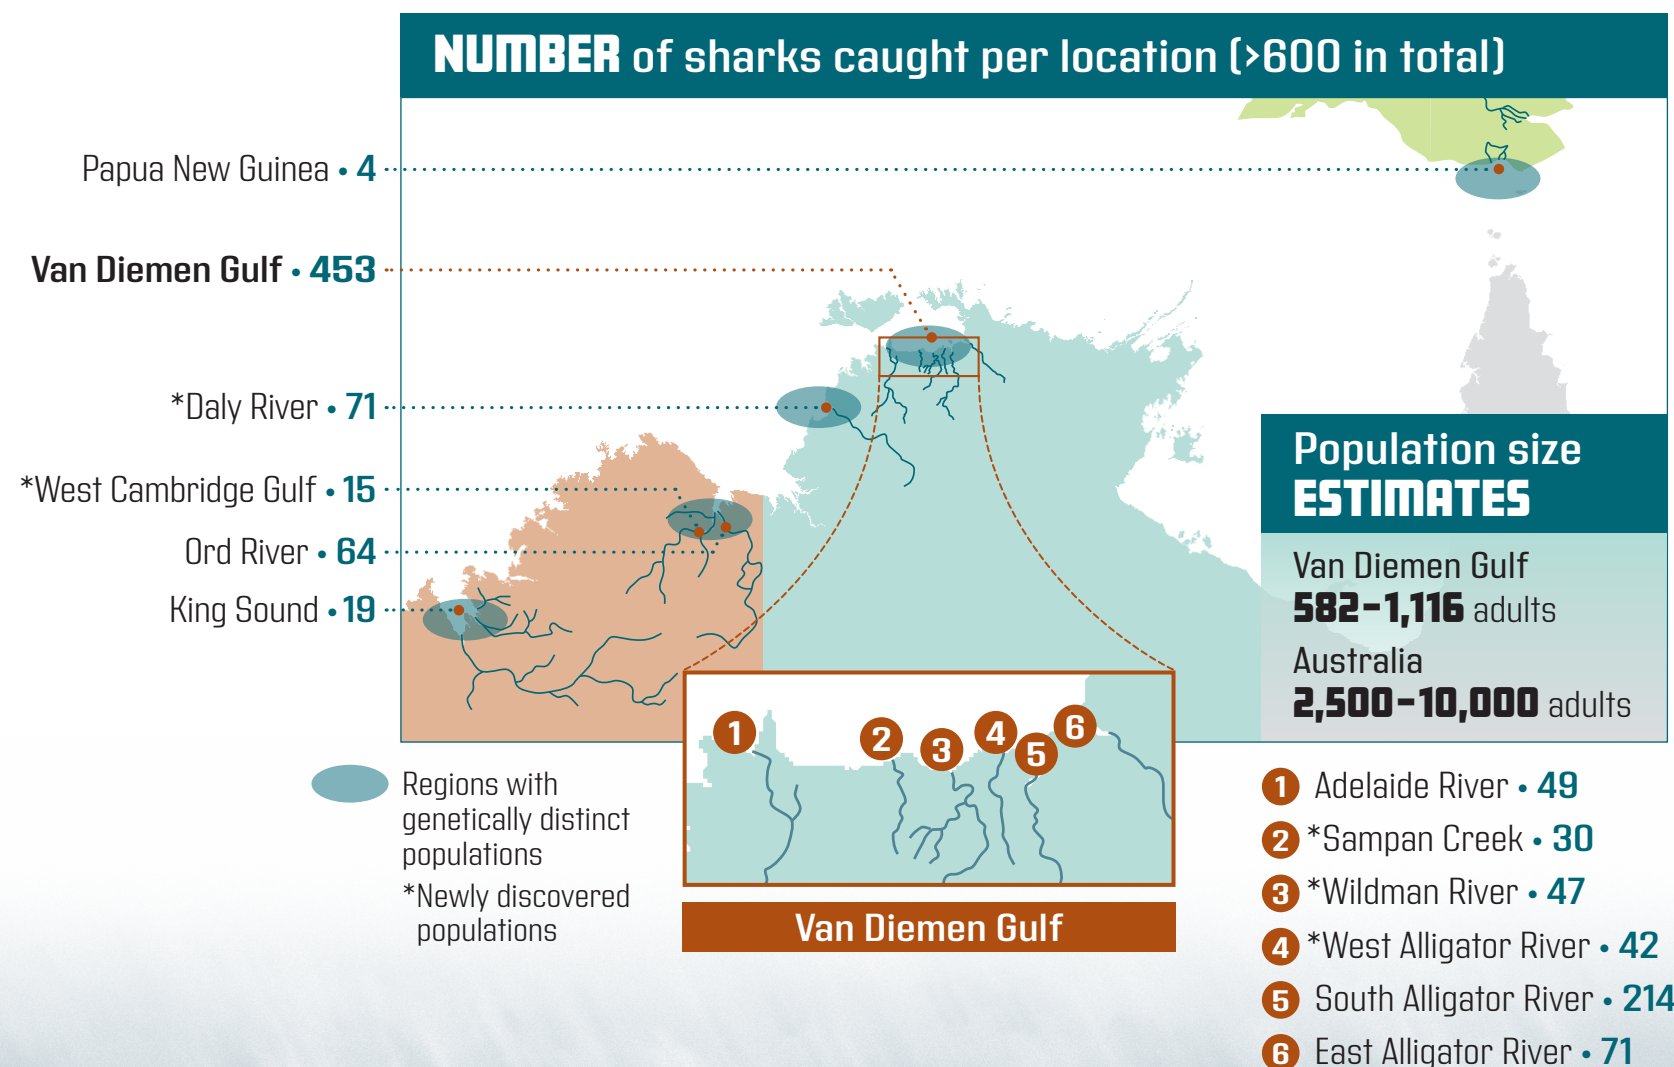 NUMBER of sharks caught per location (>600 in total)
Papua New Guinea • 4
Van Diemen Gulf • 453
*Daly River • 71
*West Cambridge Gulf • 15
Ord River • 64
King Sound • 19
Population size
ESTIMATES
Van Diemen Gulf
582–1,116 adults
Australia
2,500–10,000 adults
Regions with
genetically distinct
populations
*Newly discovered
populations
1
2
3
4
5
6
Van Diemen Gulf
1 Adelaide River • 49
2 *Sampan Creek • 30
3 *Wildman River • 47
4 *West Alligator River • 42
5 South Alligator River • 214
6 East Alligator River • 71